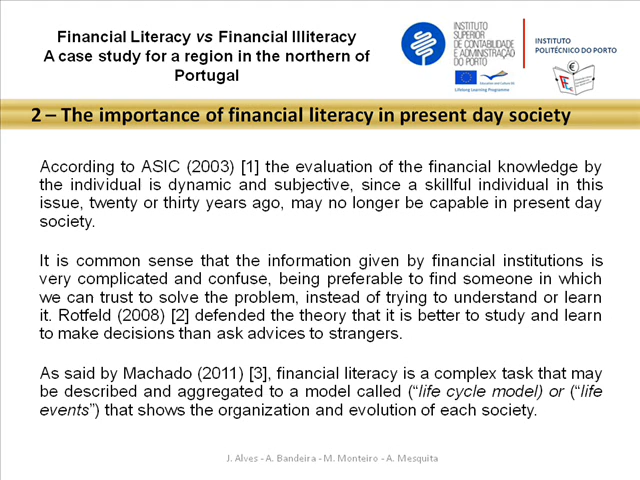 Financial Literacy vs Financial Illiteracy
A case study for a region in the northern of
Portugal
INSTITUTO
SUPERIOR
DE CONTABILIDADE
E ADMINISTRAÇÃO
DO PORTO
INSTITUTO
POLITÉCNICO DO PORTO
Lifelong Learning Programme
2 – The importance of financial literacy in present day society
According to ASIC (2003) [1] the evaluation of the financial knowledge by
the individual is dynamic and subjective, since a skillful individual in this
issue, twenty or thirty years ago, may no longer be capable in present day
society.
It is common sense that the information given by financial institutions is
very complicated and confuse, being preferable to find someone in which
we can trust to solve the problem, instead of trying to understand or learn
it. Rotfeld (2008) [2] defended the theory that it is better to study and learn
to make decisions than ask advices to strangers.
As said by Machado (2011) [3], financial literacy is a complex task that may
be described and aggregated to a model called (“life cycle model) or (“life
events”) that shows the organization and evolution of each society.
J. Alves - A. Bandeira - M. Monteiro - A. Mesquita